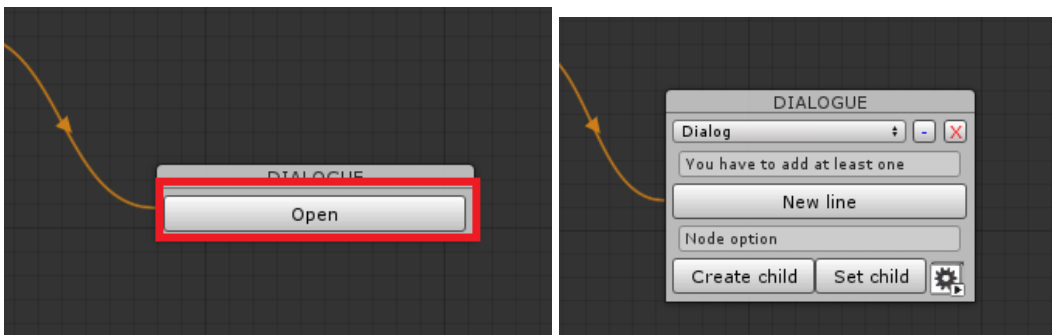 DIALOGUE
Open
DIALOGUE
Dialog
-
X
You have to add at least one
New line
Node option
Create child
Set child